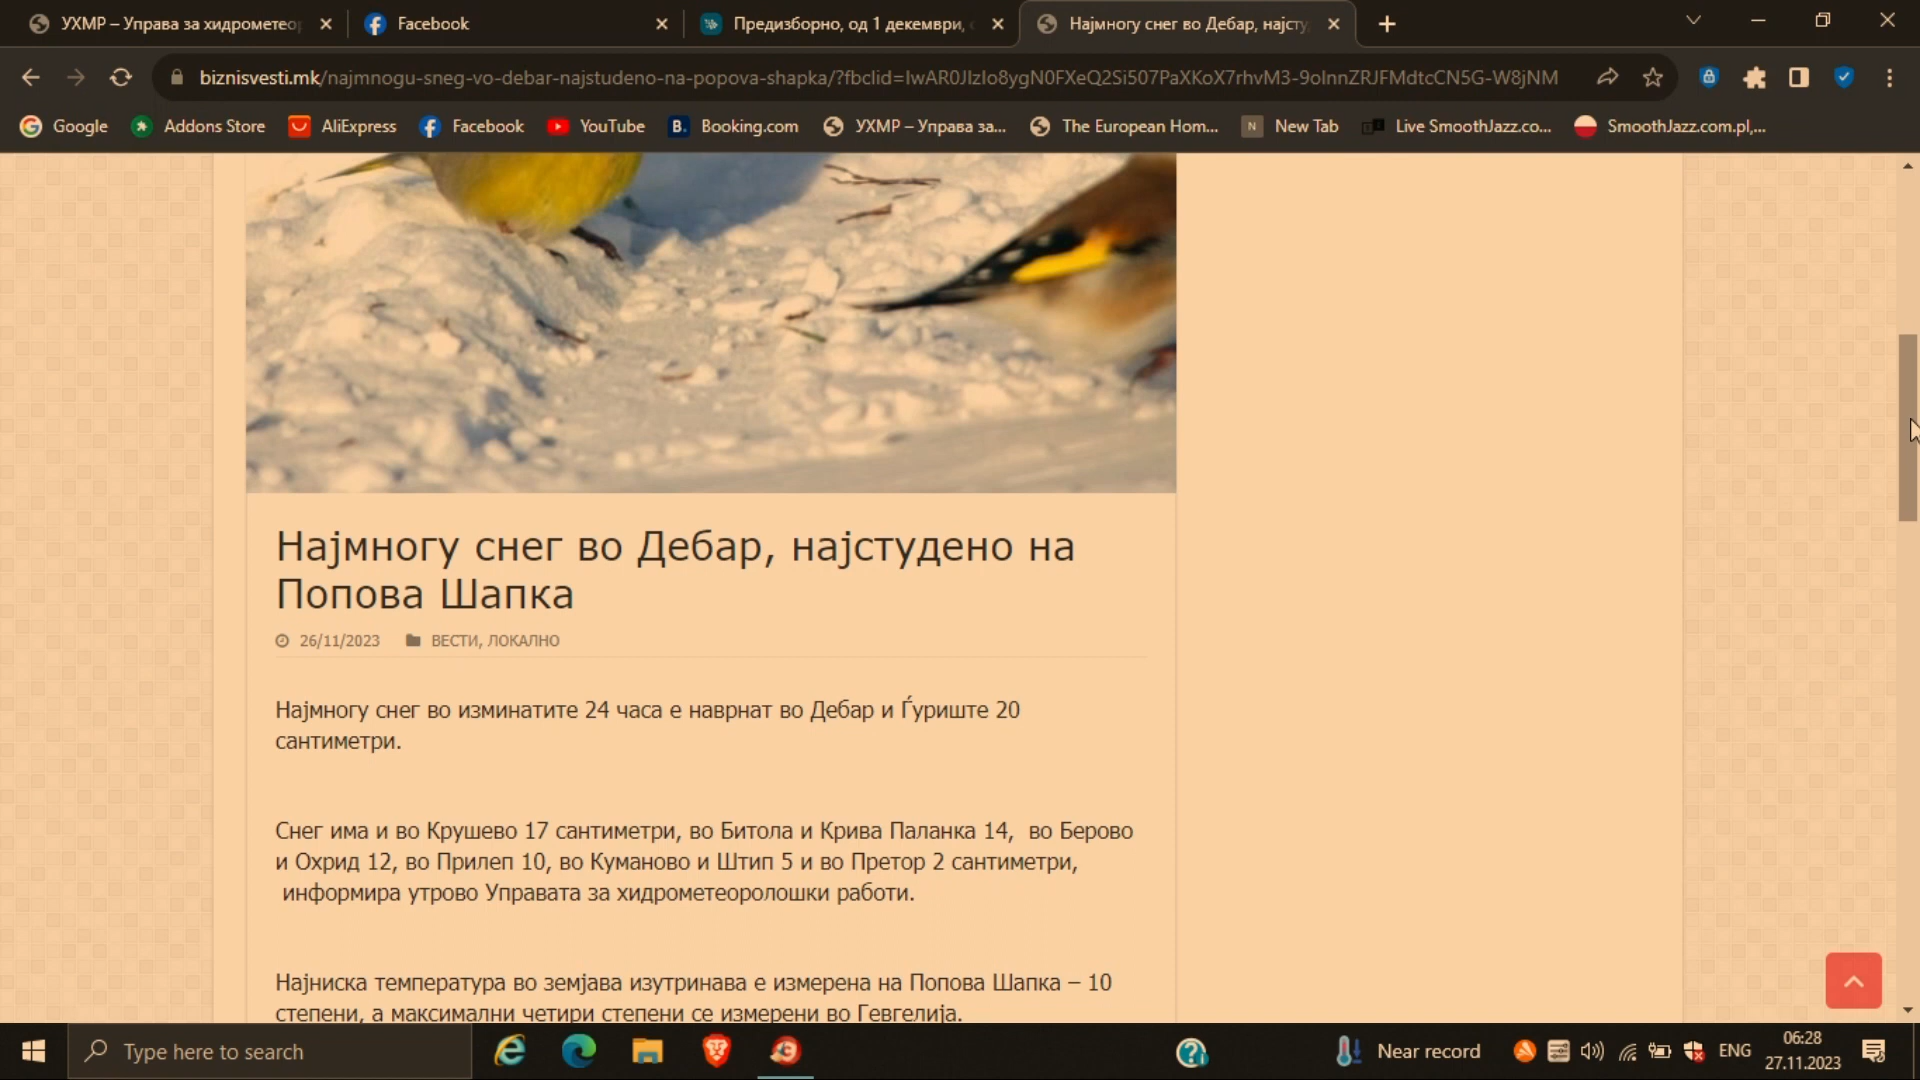 УХМР – Управа за хидрометеор
Facebook
Предизборно, од 1 декември,
Најмногу снег во Дебар, најсту
biznisvesti.mk/najmnogu-sneg-vo-debar-najstudeno-na-popova-shapka/?fbclid=IwAR0JIzIo8ygN0FXeQ2Si507PaXKoX7rhvM3-9oInnZRJFMdtcCN5G-W8jNM
Google
Addons Store
AliExpress
Facebook
YouTube
B.
Booking.com
УХМР – Управа за...
The European Hom...
N
New Tab
Live SmoothJazz.co...
SmoothJazz.com.pl,...
Најмногу снег во Дебар, најстудено на
Попова Шапка
26/11/2023 ВЕСТИ, ЛОКАЛНО
Најмногу снег во изминатите 24 часа е наврнат во Дебар и Ѓуриште 20
сантиметри.
Снег има и во Крушево 17 сантиметри, во Битола и Крива Паланка 14, во Берово
и Охрид 12, во Прилеп 10, во Куманово и Штип 5 и во Претор 2 сантиметри,
информира утрово Управата за хидрометеоролошки работи.
Најниска температура во земјава изутринава е измерена на Попова Шапка – 10
степени, а максимални четири степени се измерени во Гевгелија.
Type here to search
Near record
ENG
06:28
27.11.2023